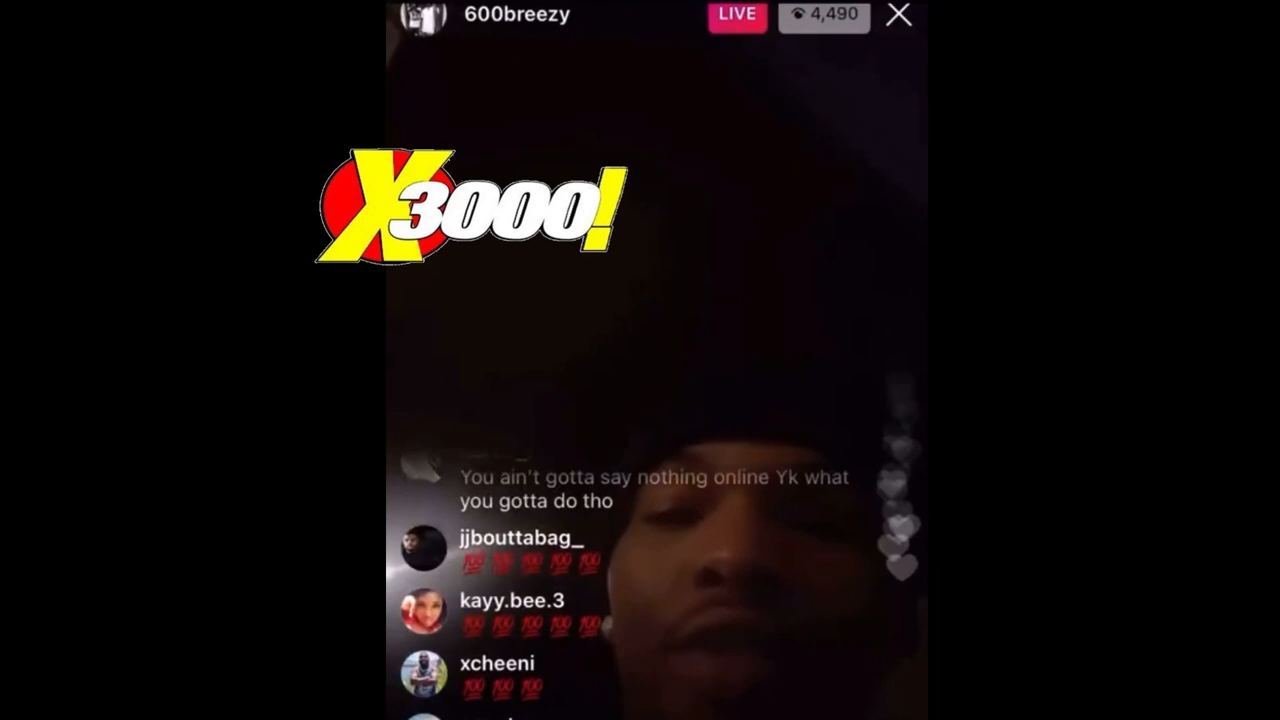 600breezy
LIVE
4,490
X3000!
You ain't gotta say nothing online Yk what
you gotta do tho
jjbouttabag_
💯 💯 💯 💯 💯
kayy.bee.3
💯 💯 💯 💯 💯
xcheeni
💯 💯 💯